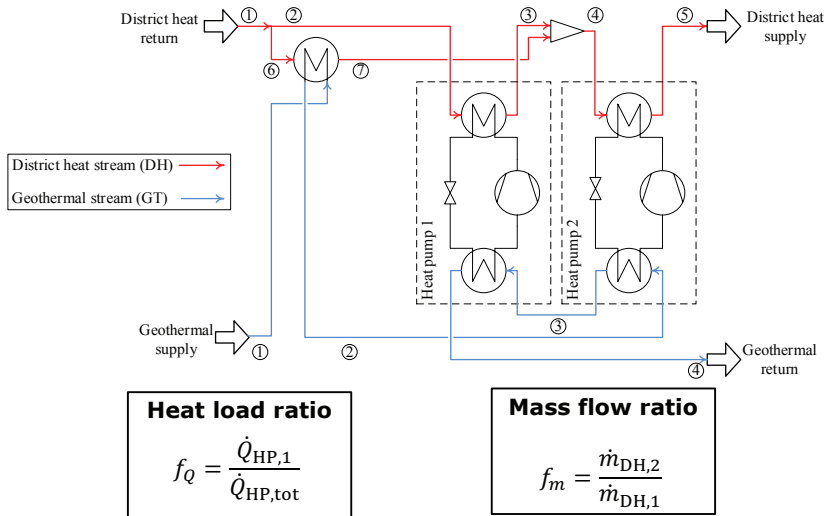 District heat
return
①
②
③
④
⑤
District heat
supply
⑥
⑦
District heat stream (DH)
Geothermal stream (GT)
Heat pump 1
Heat pump 2
Geothermal
supply
①
②
③
④
Geothermal
return
Heat load ratio
f_Q = Q̇_HP,1 / Q̇_HP,tot
Mass flow ratio
f_m = ṁ_DH,2 / ṁ_DH,1